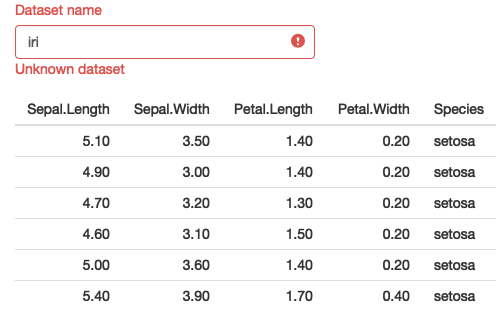 Dataset name
iri
Unknown dataset
Sepal.Length Sepal.Width Petal.Length Petal.Width Species
5.10 3.50 1.40 0.20 setosa
4.90 3.00 1.40 0.20 setosa
4.70 3.20 1.30 0.20 setosa
4.60 3.10 1.50 0.20 setosa
5.00 3.60 1.40 0.20 setosa
5.40 3.90 1.70 0.40 setosa